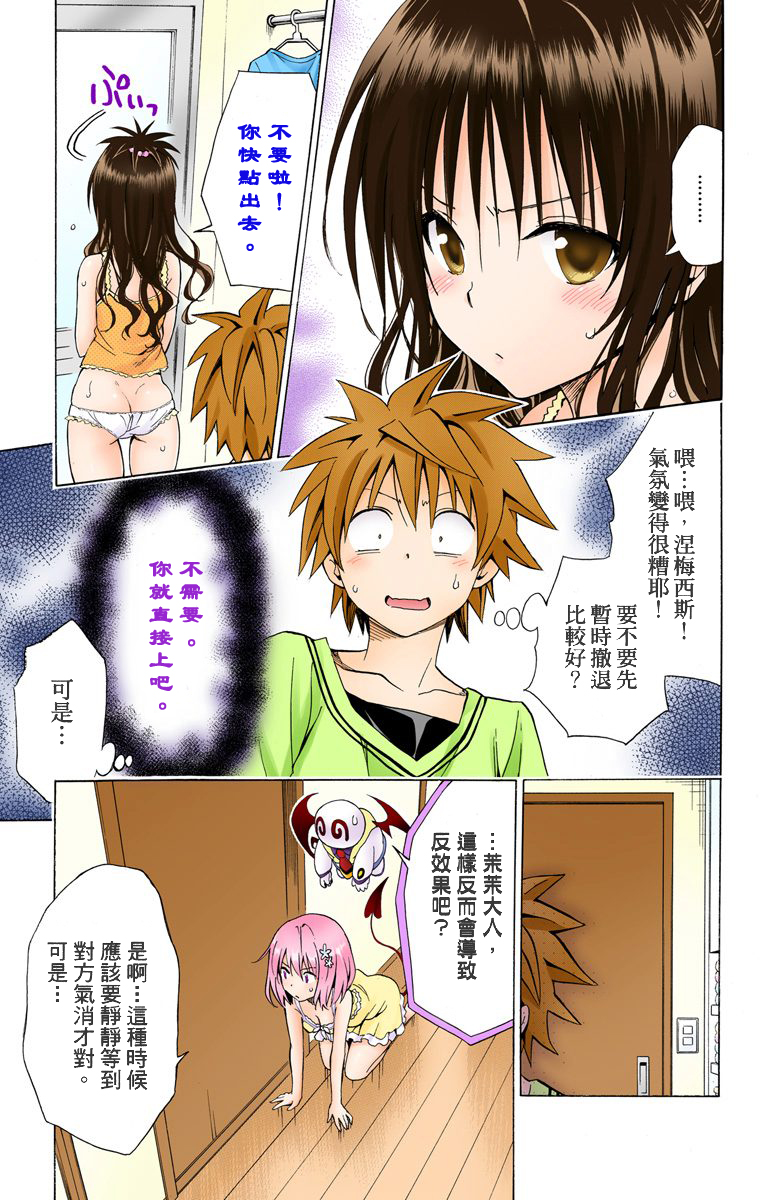 ………
不要啦！
你快點出去。
ぷいっ
喂…喂，涅梅西斯！
氣氛變得很糟耶！
要不要先
暫時撤退
比較好？
不需要。
你就直接上吧。
可是…
…茉茉大人，
這樣反而會導致
反效果吧？
是啊…這種時候
應該要靜靜等到
對方氣消才對。
可是…